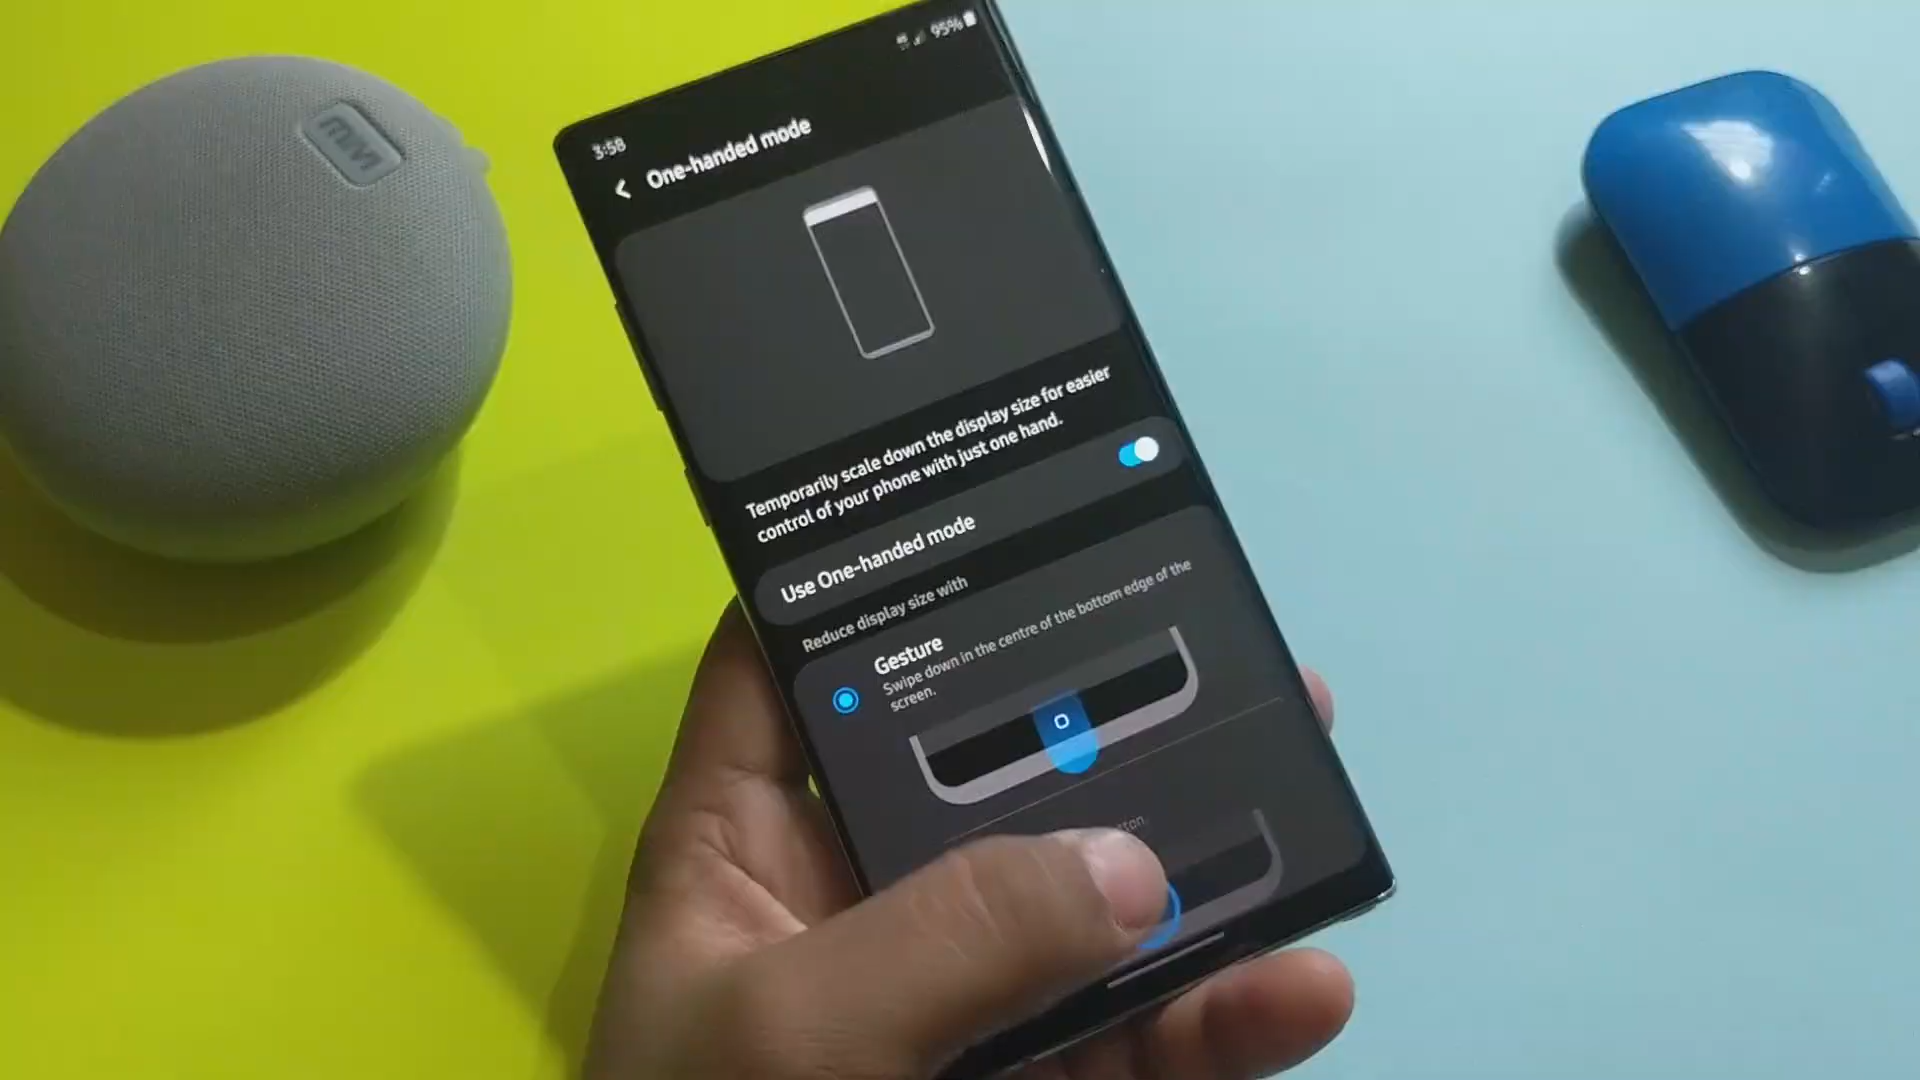 MIVI
95%
3:58
One-handed mode
Temporarily scale down the display size for easier
control of your phone with just one hand.
Use One-handed mode
Reduce display size with
Gesture
Swipe down in the centre of the bottom edge of the
screen.